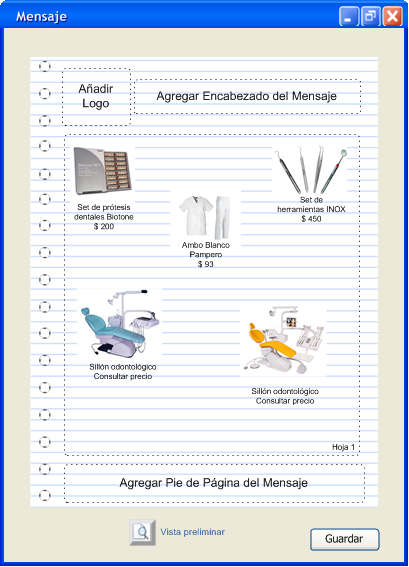 Mensaje
Añadir
Logo
Agregar Encabezado del Mensaje
Set de prótesis
dentales Biotone
$ 200
Set de
herramientas INOX
$ 450
Ambo Blanco
Pampero
$ 93
Sillón odontológico
Consultar precio
Sillón odontológico
Consultar precio
Hoja 1
Agregar Pie de Página del Mensaje
Vista preliminar
Guardar